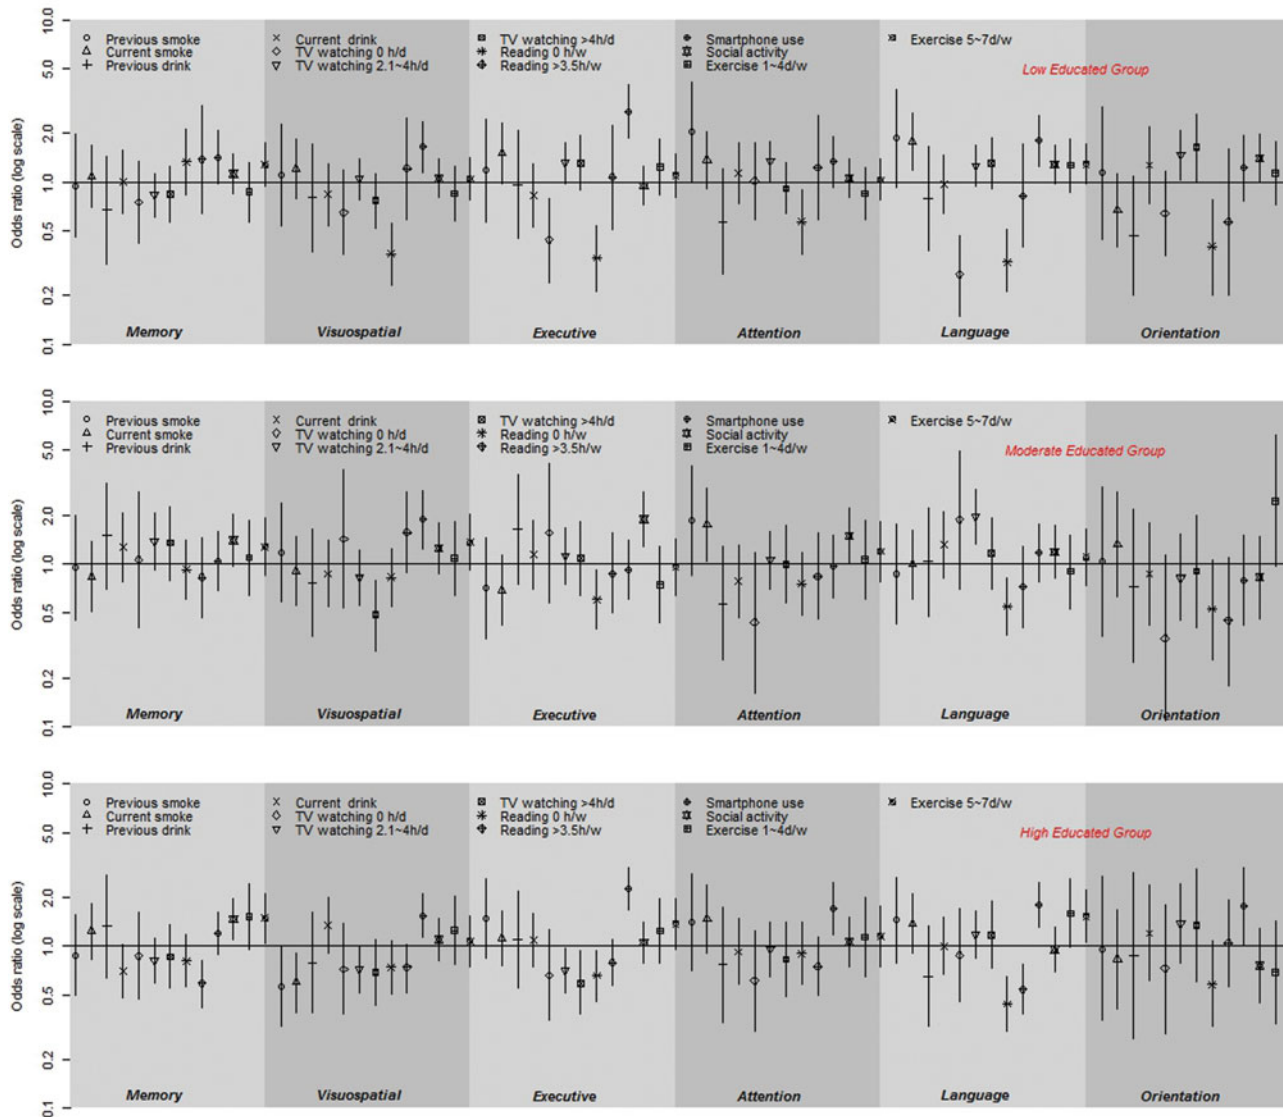 10.0
○ Previous smoke × Current drink ⊠ TV watching >4h/d Smartphone use Exercise 5~7d/w
△ Current smoke ◇ TV watching 0 h/d ✳ Reading 0 h/w Social activity
+ Previous drink ▽ TV watching 2.1~4h/d Reading >3.5h/w Exercise 1~4d/w
Low Educated Group
5.0
2.0
1.0
0.5
0.2
0.1
Odds ratio (log scale)
Memory Visuospatial Executive Attention Language Orientation
10.0
○ Previous smoke × Current drink ⊠ TV watching >4h/d Smartphone use Exercise 5~7d/w
△ Current smoke ◇ TV watching 0 h/d ✳ Reading 0 h/w Social activity
+ Previous drink ▽ TV watching 2.1~4h/d Reading >3.5h/w Exercise 1~4d/w
Moderate Educated Group
5.0
2.0
1.0
0.5
0.2
0.1
Odds ratio (log scale)
Memory Visuospatial Executive Attention Language Orientation
10.0
○ Previous smoke × Current drink ⊠ TV watching >4h/d Smartphone use Exercise 5~7d/w
△ Current smoke ◇ TV watching 0 h/d ✳ Reading 0 h/w Social activity
+ Previous drink ▽ TV watching 2.1~4h/d Reading >3.5h/w Exercise 1~4d/w
High Educated Group
5.0
2.0
1.0
0.5
0.2
0.1
Odds ratio (log scale)
Memory Visuospatial Executive Attention Language Orientation